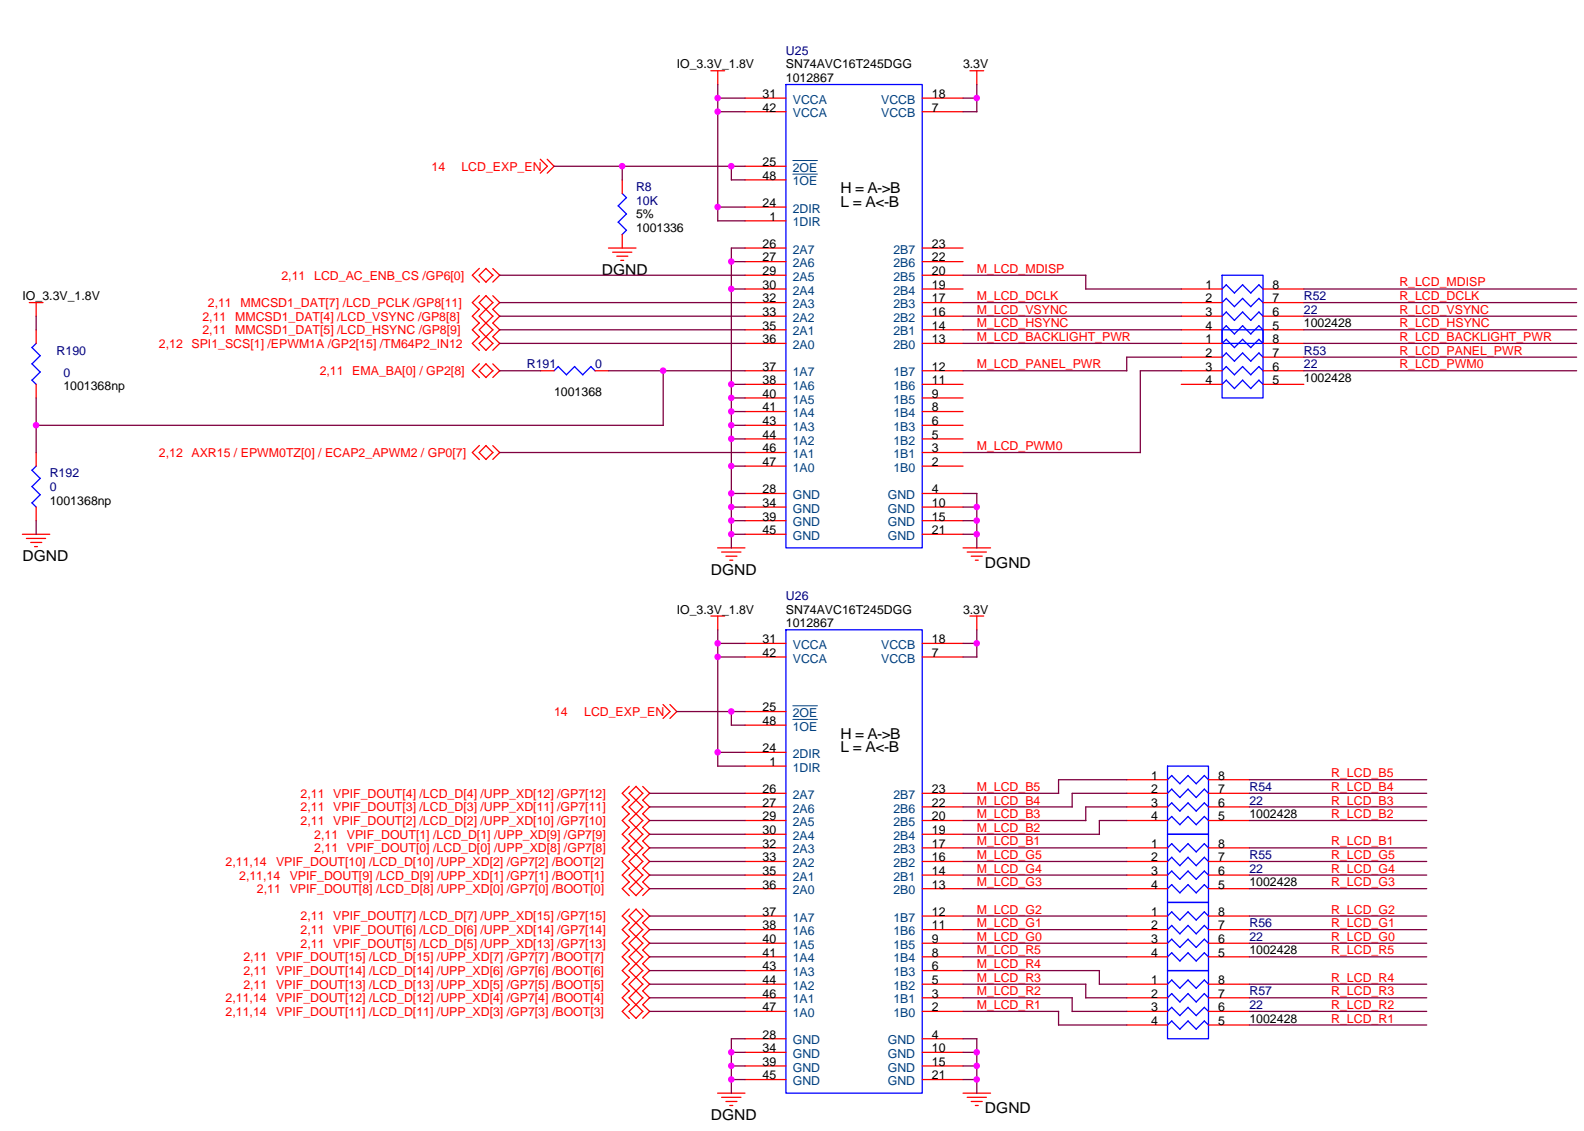 U25
SN74AVC16T245DGG
1012867
IO_3.3V_1.8V
3.3V
31 VCCA VCCB 18
42 VCCA VCCB 7
14 LCD_EXP_EN
25 2OE
48 1OE
H = A->B
L = A<-B
R8
10K
5%
1001336
DGND
24 2DIR
1 1DIR
26 2A7 2B7 23
27 2A6 2B6 22
2,11 LCD_AC_ENB_CS /GP6[0] 29 2A5 2B5 20 M_LCD_MDISP 1 8 R_LCD_MDISP
30 2A4 2B4 19
2,11 MMCSD1_DAT[7] /LCD_PCLK /GP8[11] 32 2A3 2B3 17 M_LCD_DCLK 2 7 R52 R_LCD_DCLK
2,11 MMCSD1_DAT[4] /LCD_VSYNC /GP8[8] 33 2A2 2B2 16 M_LCD_VSYNC 3 6 22 R_LCD_VSYNC
2,11 MMCSD1_DAT[5] /LCD_HSYNC /GP8[9] 35 2A1 2B1 14 M_LCD_HSYNC 4 5 1002428 R_LCD_HSYNC
2,12 SPI1_SCS[1] /EPWM1A /GP2[15] /TM64P2_IN12 36 2A0 2B0 13 M_LCD_BACKLIGHT_PWR 1 8 R_LCD_BACKLIGHT_PWR
2,11 EMA_BA[0] / GP2[8] R191 0 1001368 37 1A7 1B7 12 M_LCD_PANEL_PWR 2 7 R53 R_LCD_PANEL_PWR
3 6 22 R_LCD_PWM0
4 5 1002428
38 1A6 1B6 11
40 1A5 1B5 9
41 1A4 1B4 8
43 1A3 1B3 6
44 1A2 1B2 5
2,12 AXR15 / EPWM0TZ[0] / ECAP2_APWM2 / GP0[7] 46 1A1 1B1 3 M_LCD_PWM0
47 1A0 1B0 2
28 GND GND 4
34 GND GND 10
39 GND GND 15
45 GND GND 21
DGND
DGND
IO_3.3V_1.8V
R190
0
1001368np
R192
0
1001368np
DGND
U26
SN74AVC16T245DGG
1012867
IO_3.3V_1.8V
3.3V
31 VCCA VCCB 18
42 VCCA VCCB 7
14 LCD_EXP_EN
25 2OE
48 1OE
H = A->B
L = A<-B
24 2DIR
1 1DIR
2,11 VPIF_DOUT[4] /LCD_D[4] /UPP_XD[12] /GP7[12] 26 2A7 2B7 23 M_LCD_B5 1 8 R_LCD_B5
2,11 VPIF_DOUT[3] /LCD_D[3] /UPP_XD[11] /GP7[11] 27 2A6 2B6 22 M_LCD_B4 2 7 R54 R_LCD_B4
2,11 VPIF_DOUT[2] /LCD_D[2] /UPP_XD[10] /GP7[10] 29 2A5 2B5 20 M_LCD_B3 3 6 22 R_LCD_B3
2,11 VPIF_DOUT[1] /LCD_D[1] /UPP_XD[9] /GP7[9] 30 2A4 2B4 19 M_LCD_B2 4 5 1002428 R_LCD_B2
2,11 VPIF_DOUT[0] /LCD_D[0] /UPP_XD[8] /GP7[8] 32 2A3 2B3 17 M_LCD_B1 1 8 R_LCD_B1
2,11,14 VPIF_DOUT[10] /LCD_D[10] /UPP_XD[2] /GP7[2] /BOOT[2] 33 2A2 2B2 16 M_LCD_G5 2 7 R55 R_LCD_G5
2,11,14 VPIF_DOUT[9] /LCD_D[9] /UPP_XD[1] /GP7[1] /BOOT[1] 35 2A1 2B1 14 M_LCD_G4 3 6 22 R_LCD_G4
2,11 VPIF_DOUT[8] /LCD_D[8] /UPP_XD[0] /GP7[0] /BOOT[0] 36 2A0 2B0 13 M_LCD_G3 4 5 1002428 R_LCD_G3
2,11 VPIF_DOUT[7] /LCD_D[7] /UPP_XD[15] /GP7[15] 37 1A7 1B7 12 M_LCD_G2 1 8 R_LCD_G2
2,11 VPIF_DOUT[6] /LCD_D[6] /UPP_XD[14] /GP7[14] 38 1A6 1B6 11 M_LCD_G1 2 7 R56 R_LCD_G1
2,11 VPIF_DOUT[5] /LCD_D[5] /UPP_XD[13] /GP7[13] 40 1A5 1B5 9 M_LCD_G0 3 6 22 R_LCD_G0
2,11 VPIF_DOUT[15] /LCD_D[15] /UPP_XD[7] /GP7[7] /BOOT[7] 41 1A4 1B4 8 M_LCD_R5 4 5 1002428 R_LCD_R5
2,11 VPIF_DOUT[14] /LCD_D[14] /UPP_XD[6] /GP7[6] /BOOT[6] 43 1A3 1B3 6 M_LCD_R4 1 8 R_LCD_R4
2,11 VPIF_DOUT[13] /LCD_D[13] /UPP_XD[5] /GP7[5] /BOOT[5] 44 1A2 1B2 5 M_LCD_R3 2 7 R57 R_LCD_R3
2,11,14 VPIF_DOUT[12] /LCD_D[12] /UPP_XD[4] /GP7[4] /BOOT[4] 46 1A1 1B1 3 M_LCD_R2 3 6 22 R_LCD_R2
2,11,14 VPIF_DOUT[11] /LCD_D[11] /UPP_XD[3] /GP7[3] /BOOT[3] 47 1A0 1B0 2 M_LCD_R1 4 5 1002428 R_LCD_R1
28 GND GND 4
34 GND GND 10
39 GND GND 15
45 GND GND 21
DGND
DGND